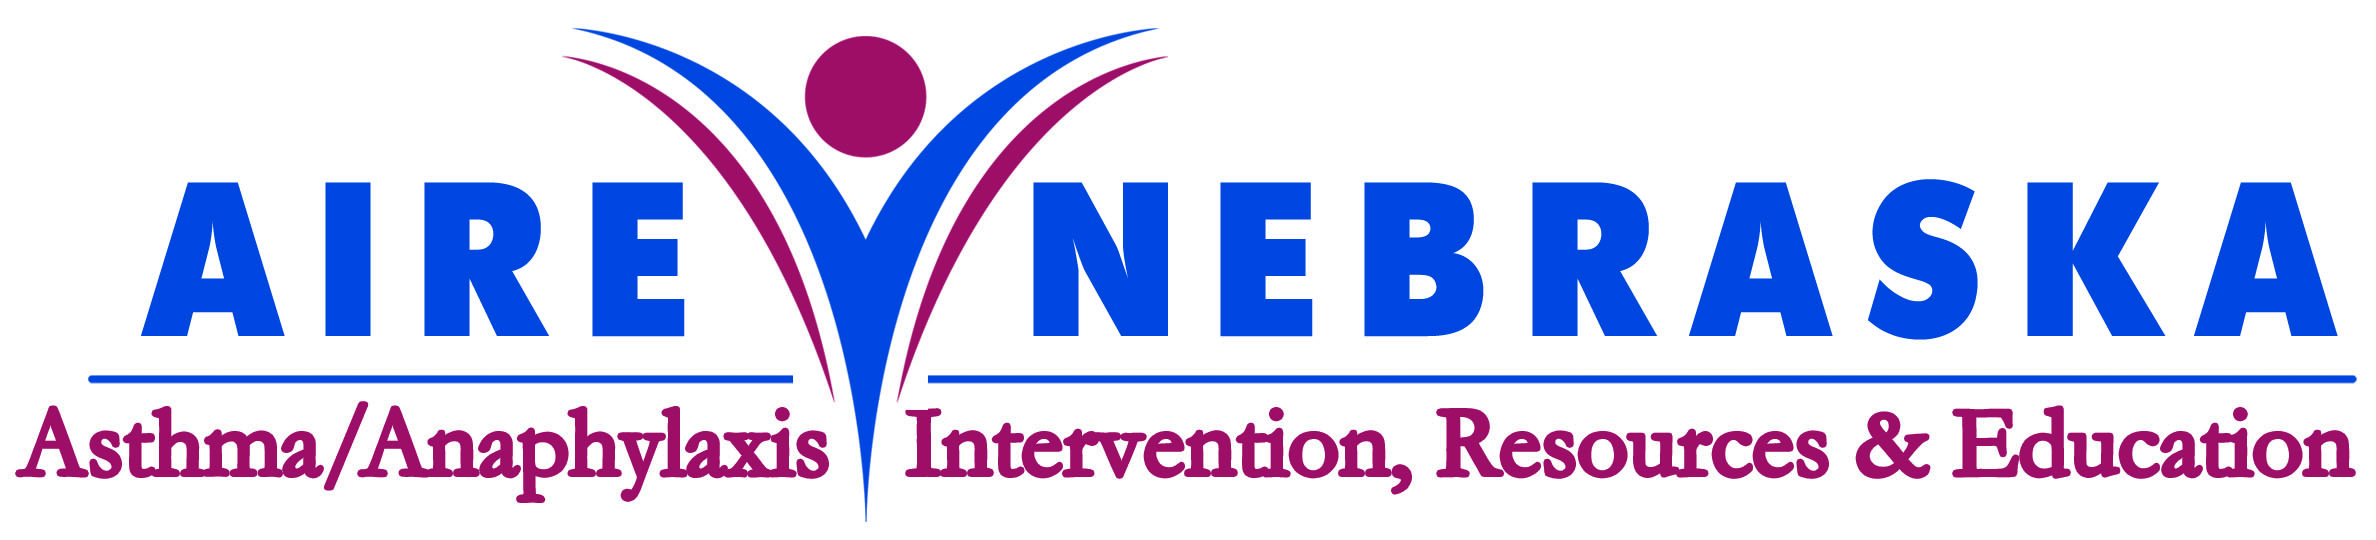 AIRE NEBRASKA
Asthma/Anaphylaxis Intervention, Resources & Education